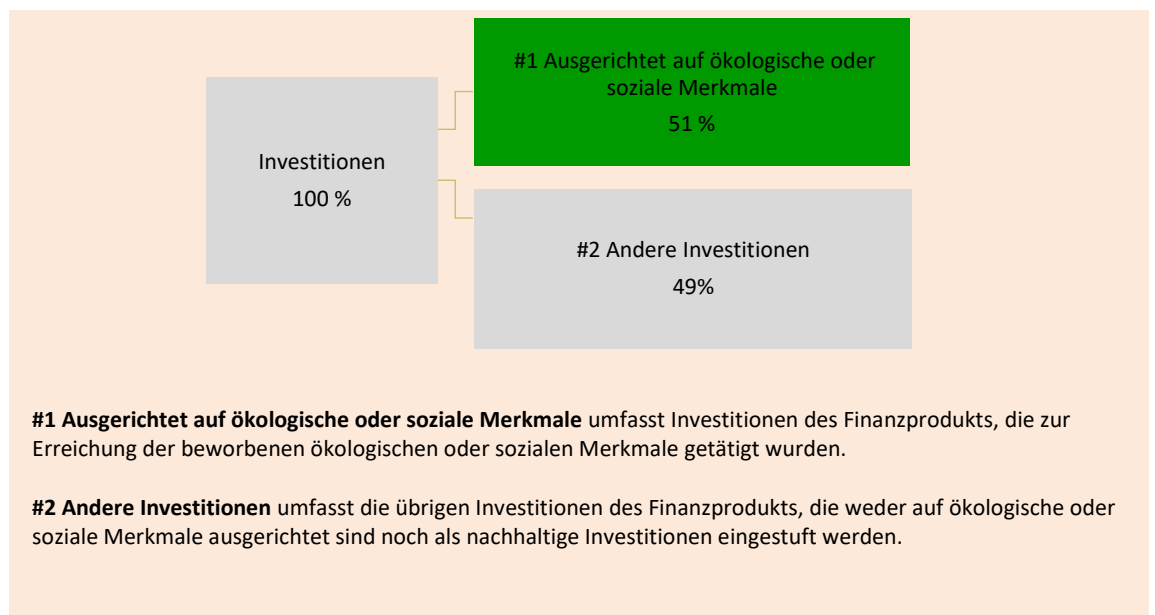 #1 Ausgerichtet auf ökologische oder
soziale Merkmale
51 %
Investitionen
100 %
#2 Andere Investitionen
49%
#1 Ausgerichtet auf ökologische oder soziale Merkmale umfasst Investitionen des Finanzprodukts, die zur
Erreichung der beworbenen ökologischen oder sozialen Merkmale getätigt wurden.
#2 Andere Investitionen umfasst die übrigen Investitionen des Finanzprodukts, die weder auf ökologische oder
soziale Merkmale ausgerichtet sind noch als nachhaltige Investitionen eingestuft werden.